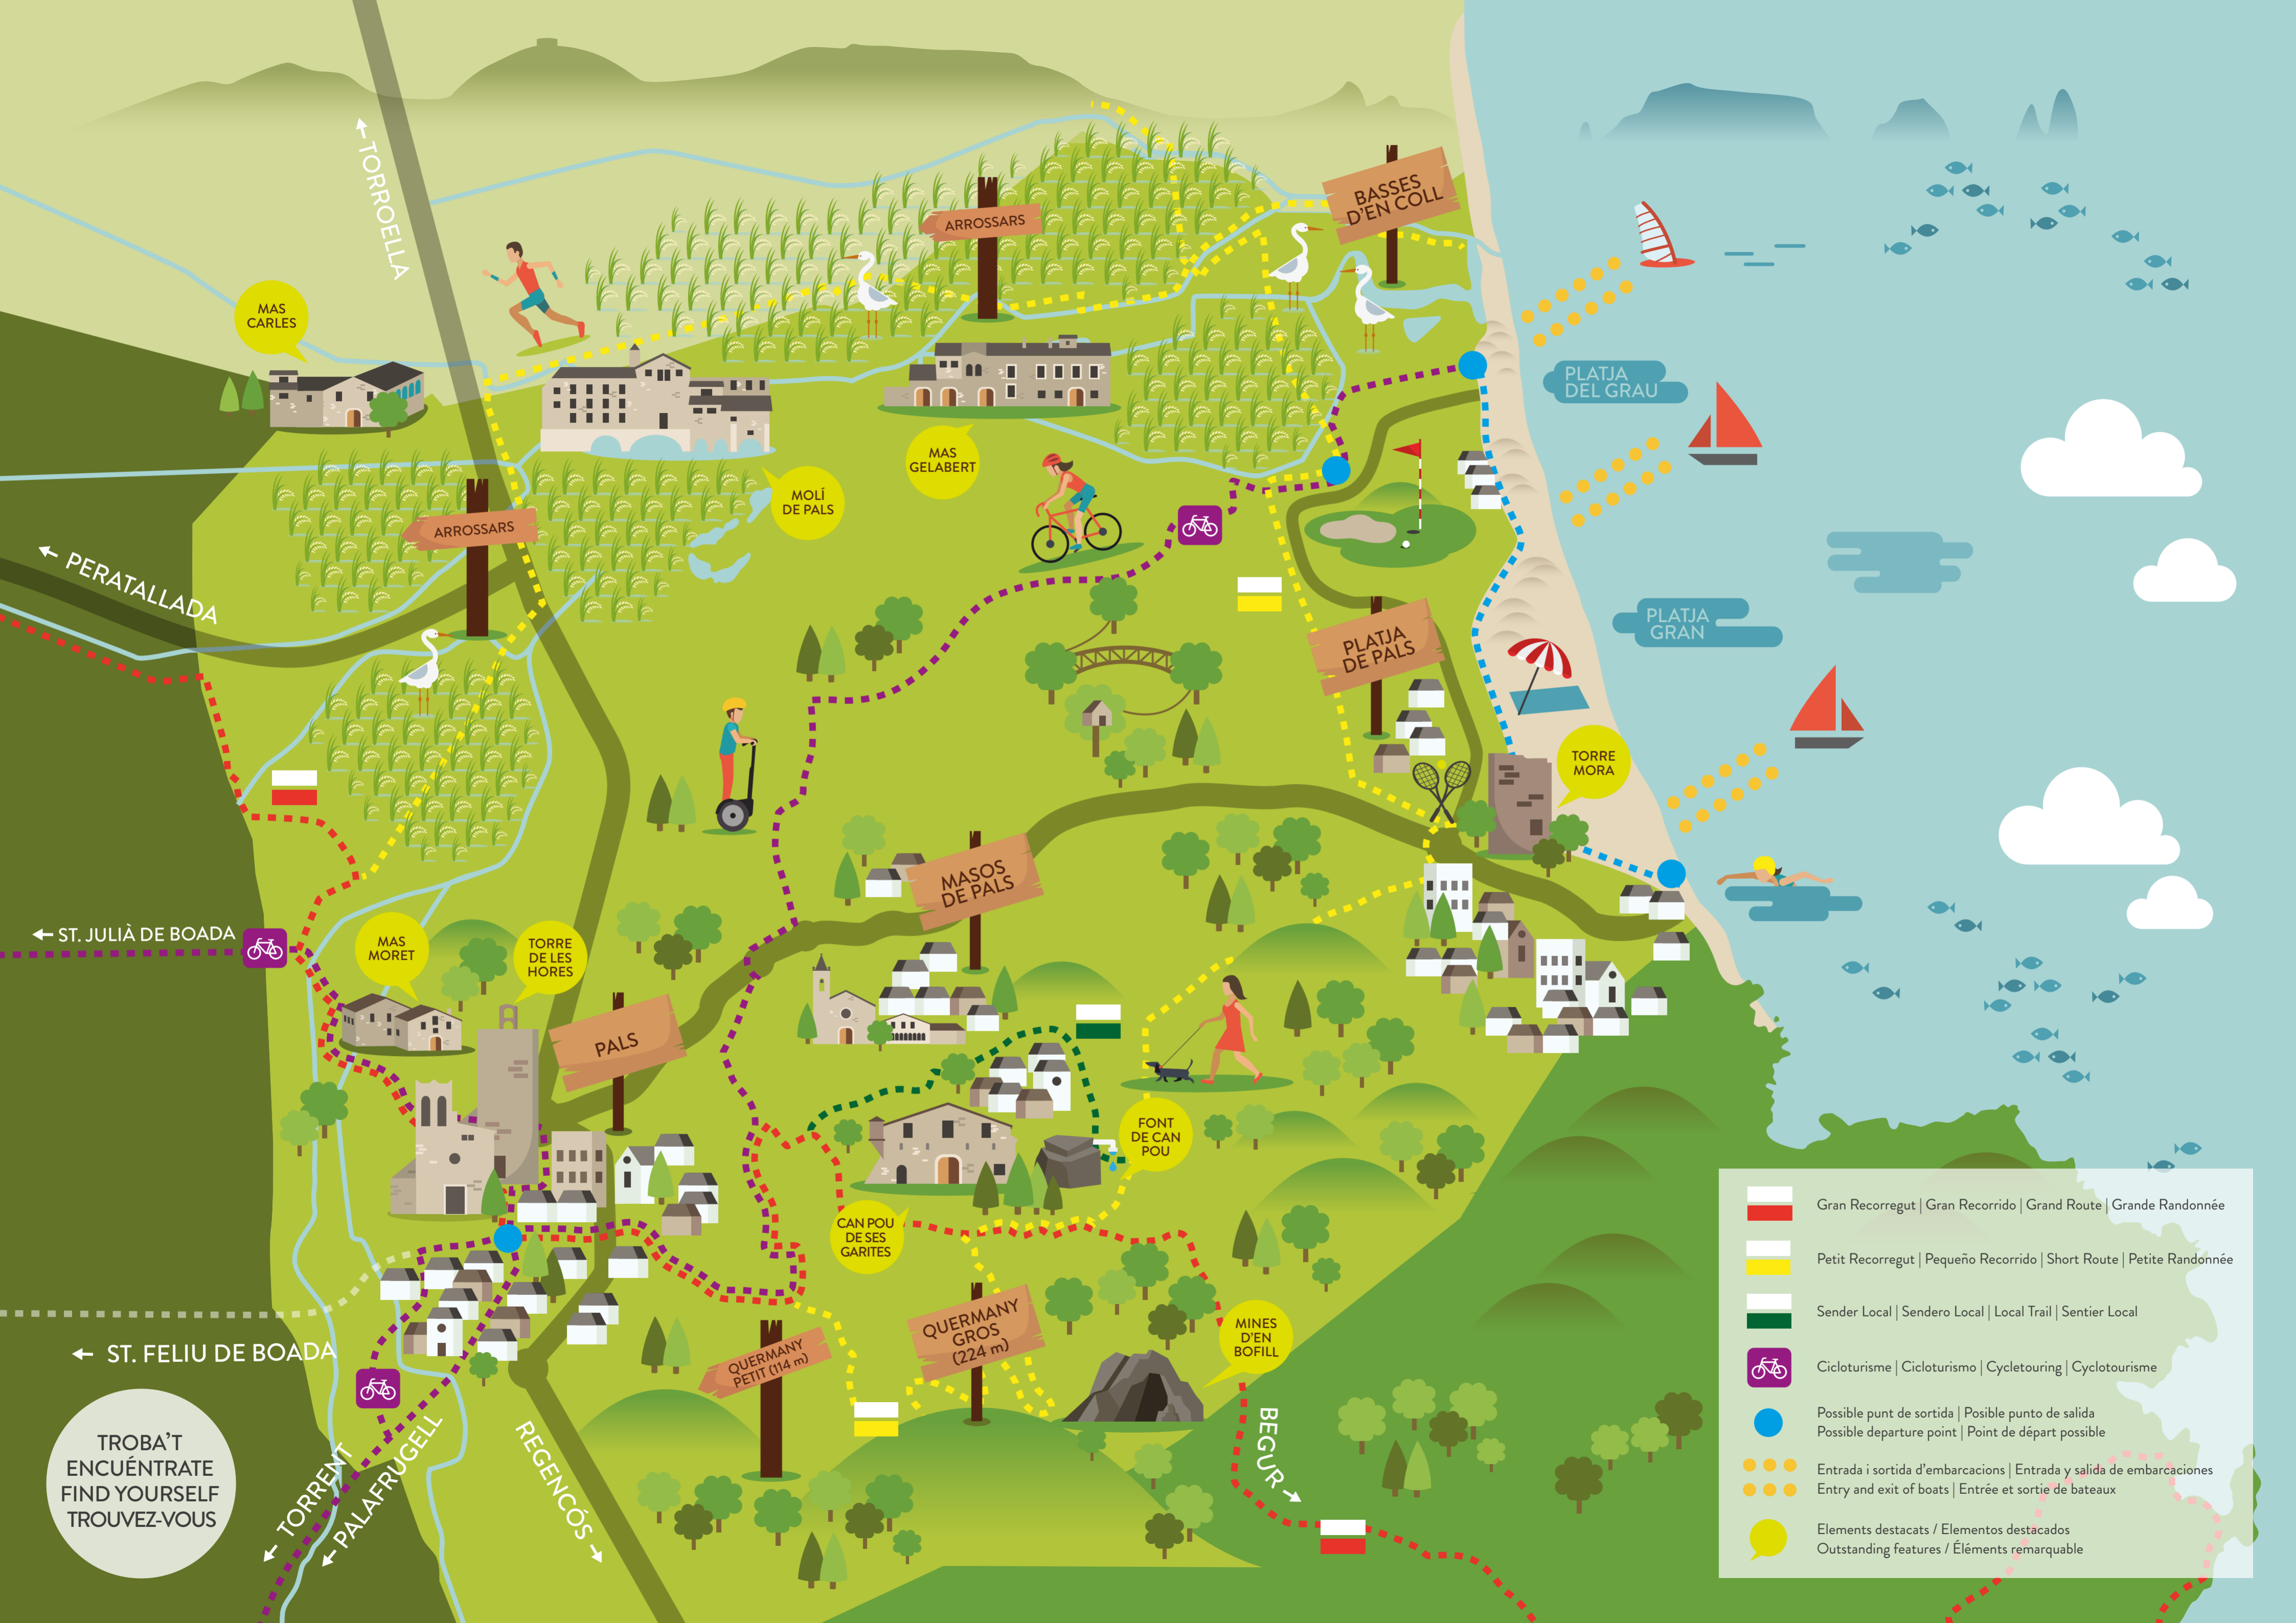 ← TORROELLA
BASSES
D'EN COLL
ARROSSARS
MAS
CARLES
PLATJA
DEL GRAU
MAS
GELABERT
MOLÍ
DE PALS
ARROSSARS
← PERATALLADA
PLATJA
GRAN
PLATJA
DE PALS
TORRE
MORA
MASOS
DE PALS
← ST. JULIÀ DE BOADA
MAS
MORET
TORRE
DE LES
HORES
PALS
FONT
DE CAN
POU
CAN POU
DE SES
GARITES
QUERMANY
GROS
(224 m)
MINES
D'EN
BOFILL
QUERMANY
PETIT (114 m)
← ST. FELIU DE BOADA
TROBA'T
ENCUÉNTRATE
FIND YOURSELF
TROUVEZ-VOUS
← TORRENT
← PALAFRUGELL
REGENCÓS →
BEGUR →
Gran Recorregut | Gran Recorrido | Grand Route | Grande Randonnée
Petit Recorregut | Pequeño Recorrido | Short Route | Petite Randonnée
Sender Local | Sendero Local | Local Trail | Sentier Local
Cicloturisme | Cicloturismo | Cycletouring | Cyclotourisme
Possible punt de sortida | Posible punto de salida
Possible departure point | Point de départ possible
Entrada i sortida d'embarcacions | Entrada y salida de embarcaciones
Entry and exit of boats | Entrée et sortie de bateaux
Elements destacats / Elementos destacados
Outstanding features / Éléments remarquable